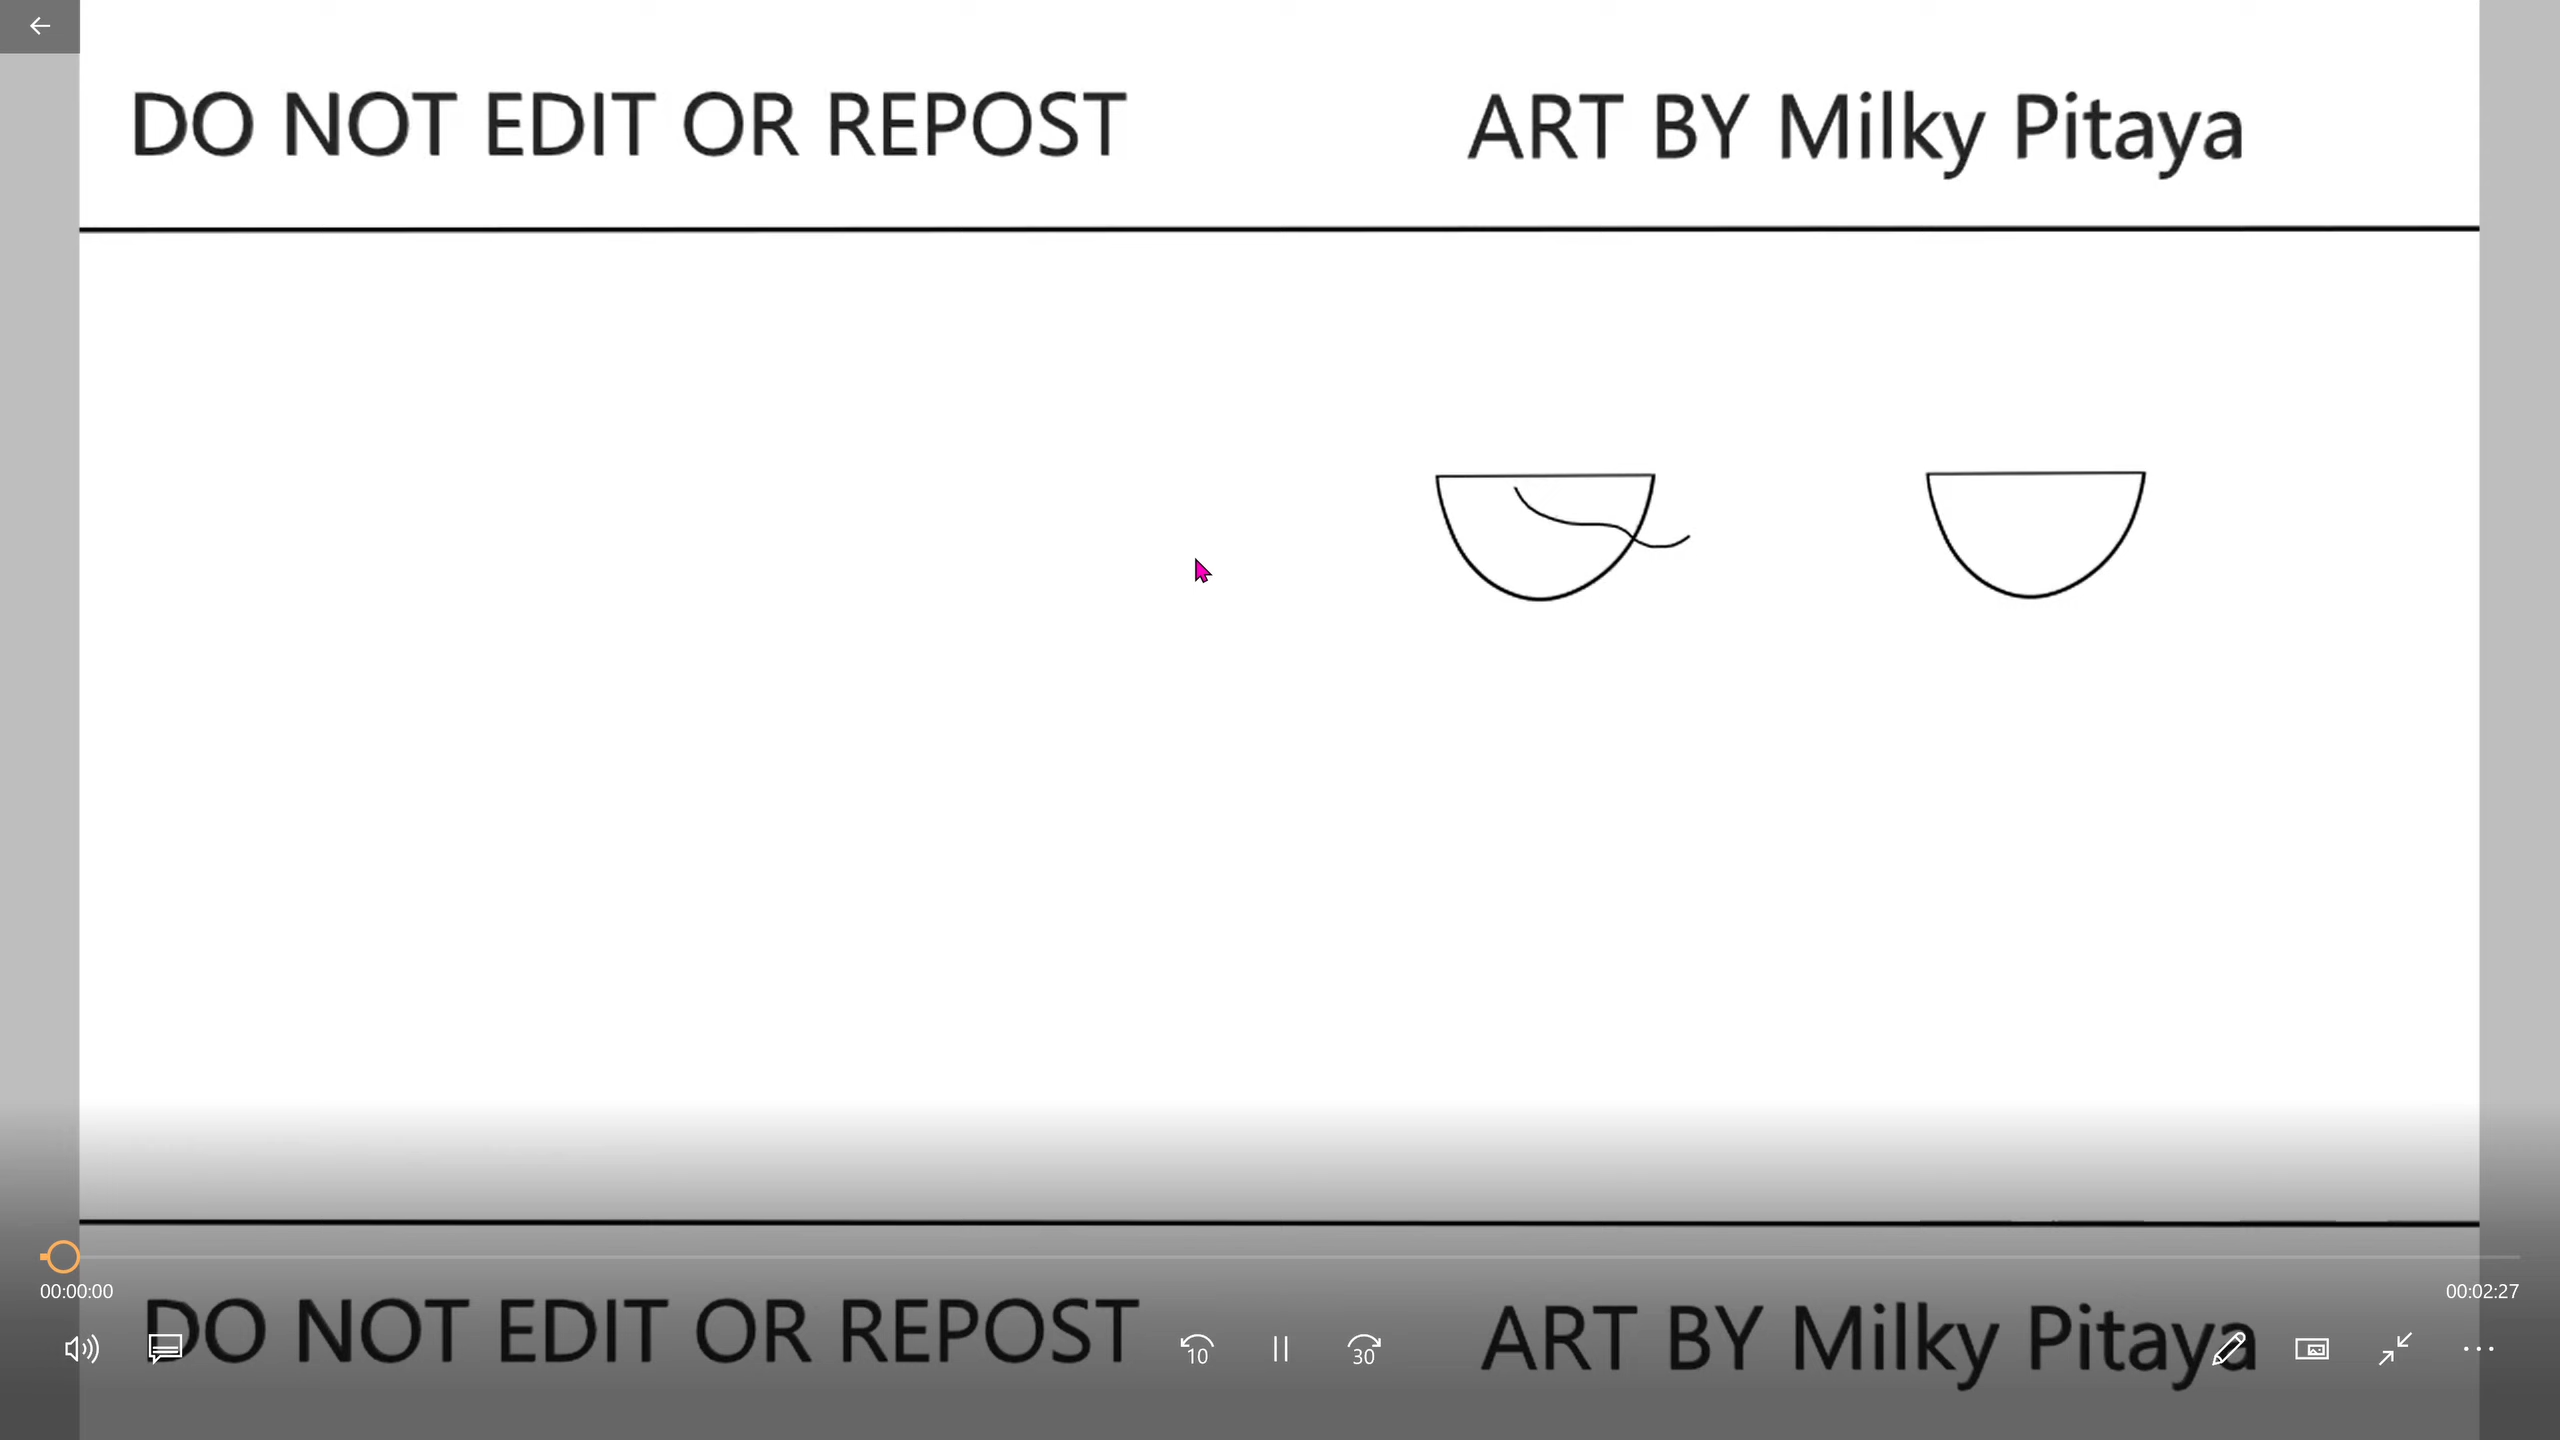 DO NOT EDIT OR REPOST
ART BY Milky Pitaya
00:00:00
00:02:27
DO NOT EDIT OR REPOST
10
30
ART BY Milky Pitaya